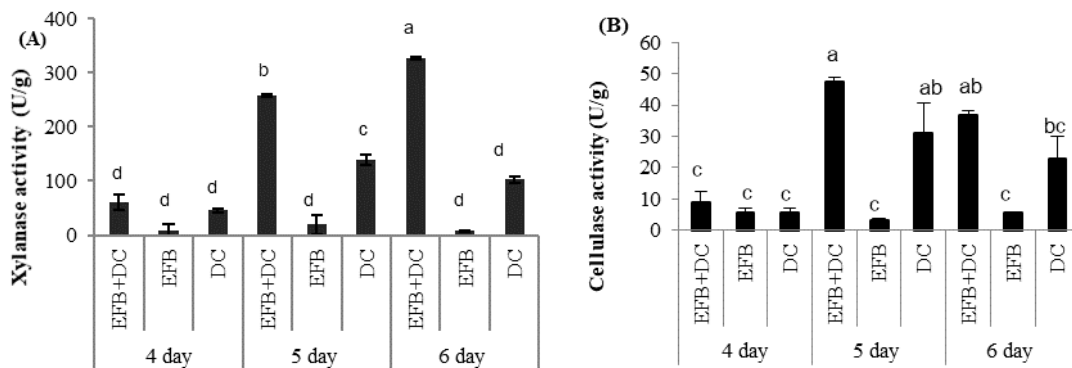 (A)
Xylanase activity (U/g)
400
300
200
100
0
d d d b d c a d d
EFB+DC EFB DC EFB+DC EFB DC EFB+DC EFB DC
4 day 5 day 6 day
(B)
Cellulase activity (U/g)
60
50
40
30
20
10
0
c c c a c ab ab c bc
EFB+DC EFB DC EFB+DC EFB DC EFB+DC EFB DC
4 day 5 day 6 day